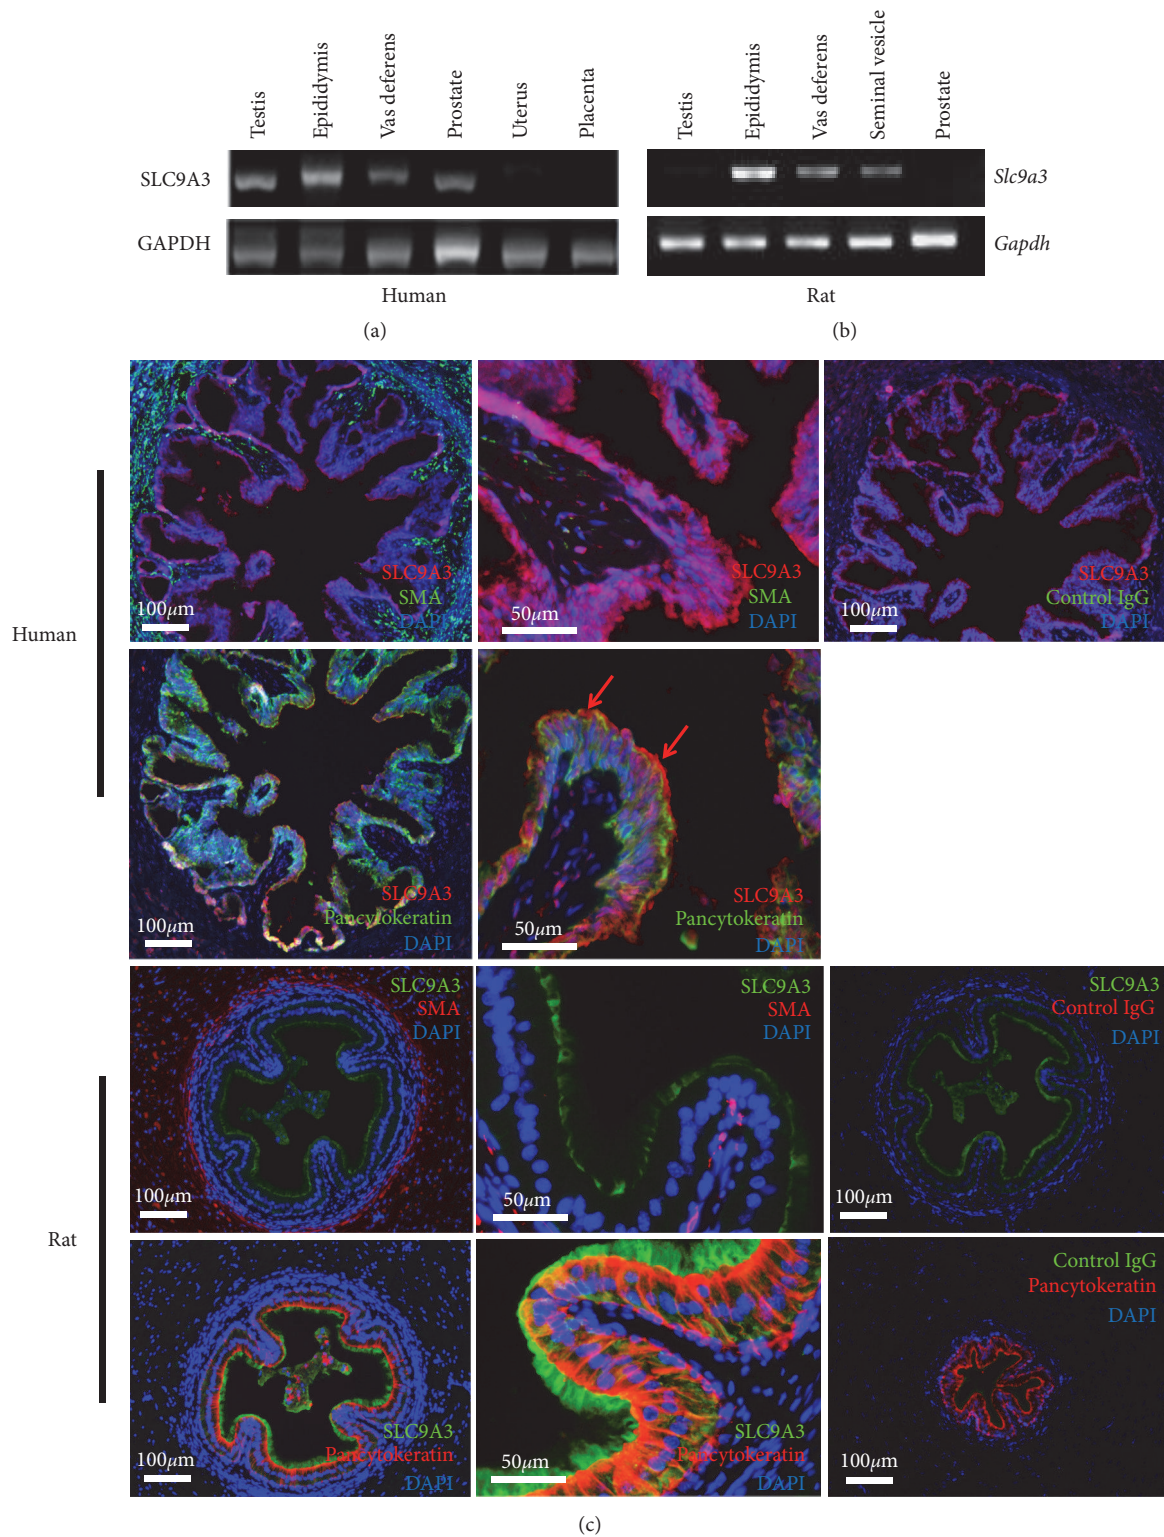 Testis
Epididymis
Vas deferens
Prostate
Uterus
Placenta
SLC9A3
GAPDH
Human
(a)
Testis
Epididymis
Vas deferens
Seminal vesicle
Prostate
Slc9a3
Gapdh
Rat
(b)
Human
SLC9A3
SMA
DAPI
100μm
SLC9A3
SMA
DAPI
50μm
SLC9A3
Control IgG
DAPI
100μm
SLC9A3
Pancytokeratin
DAPI
100μm
SLC9A3
Pancytokeratin
DAPI
50μm
Rat
SLC9A3
SMA
DAPI
100μm
SLC9A3
SMA
DAPI
50μm
SLC9A3
Control IgG
DAPI
100μm
SLC9A3
Pancytokeratin
DAPI
100μm
SLC9A3
Pancytokeratin
DAPI
50μm
Control IgG
Pancytokeratin
DAPI
100μm
(c)